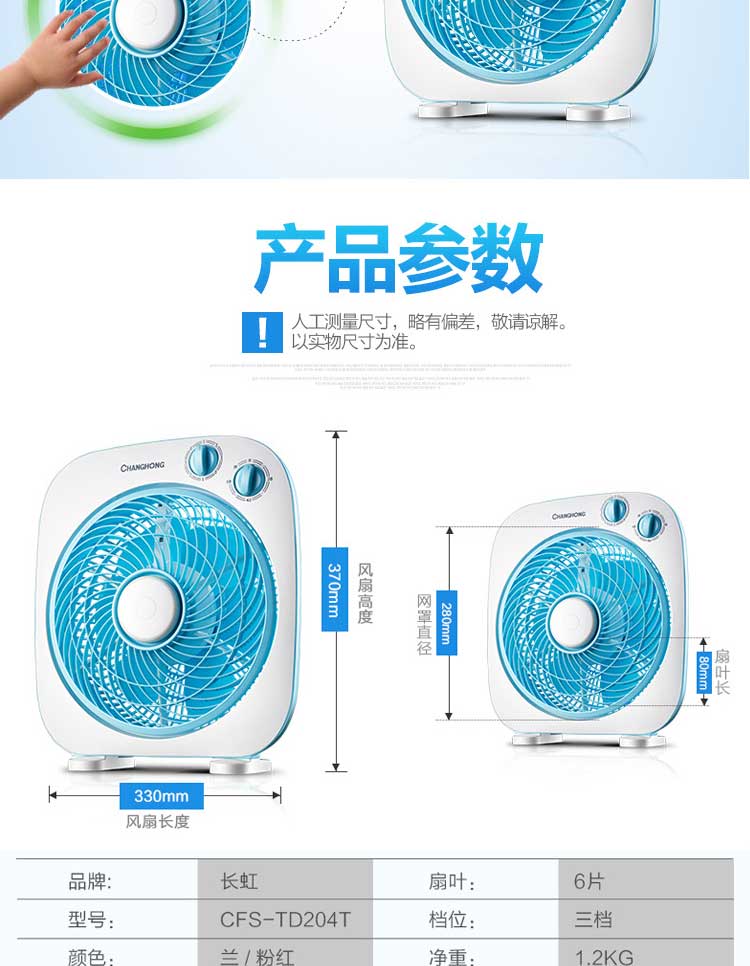 产品参数
人工测量尺寸，略有偏差，敬请谅解。
以实物尺寸为准。
CHANGHONG
370mm
风扇高度
330mm
风扇长度
CHANGHONG
网罩直径
280mm
80mm
扇叶长
品牌: 长虹 扇叶： 6片
型号： CFS-TD204T 档位： 三档
颜色： 兰 / 粉红 净重： 1.2KG